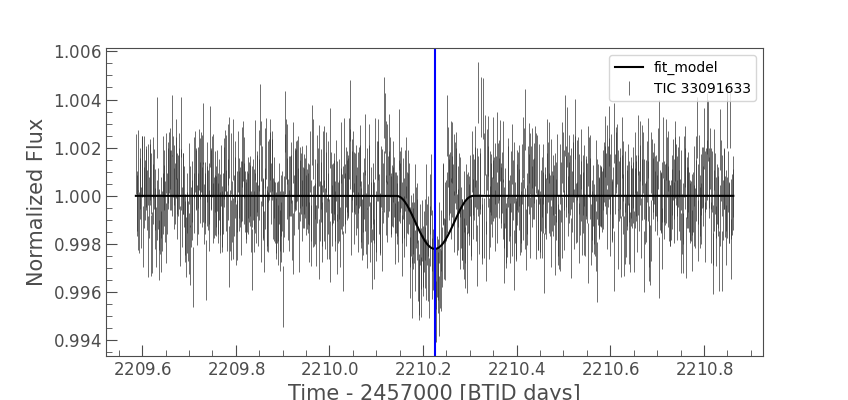 1.006
1.004
1.002
1.000
0.998
0.996
0.994
Normalized Flux
fit_model
TIC 33091633
2209.6 2209.8 2210.0 2210.2 2210.4 2210.6 2210.8
Time - 2457000 [BTJD days]